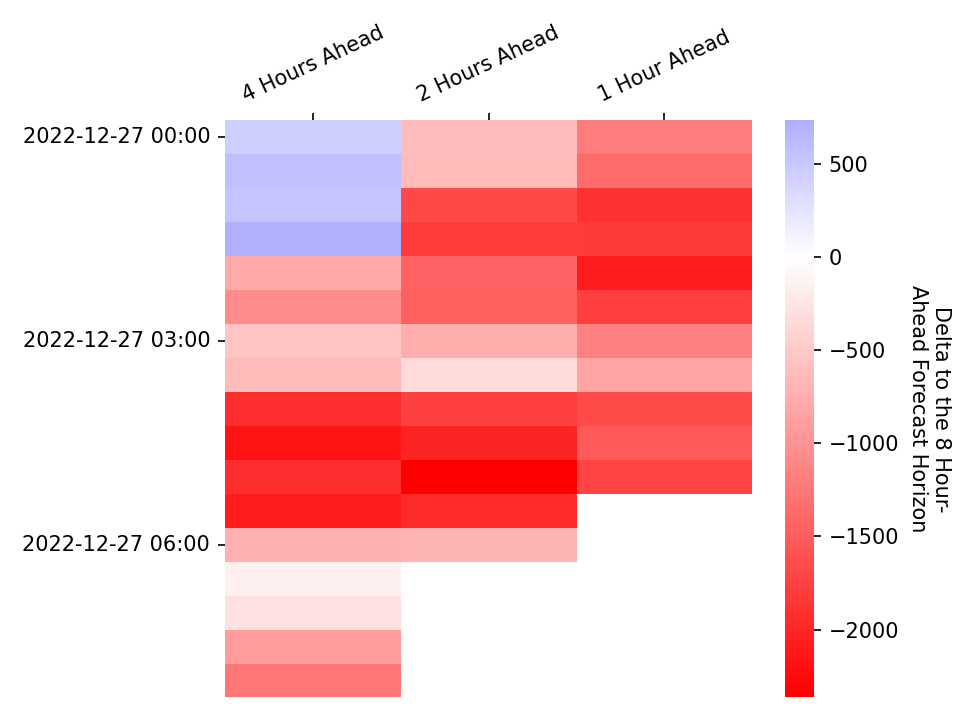 4 Hours Ahead
2 Hours Ahead
1 Hour Ahead
2022-12-27 00:00
2022-12-27 03:00
2022-12-27 06:00
500
0
−500
−1000
−1500
−2000
Delta to the 8 Hour-
Ahead Forecast Horizon